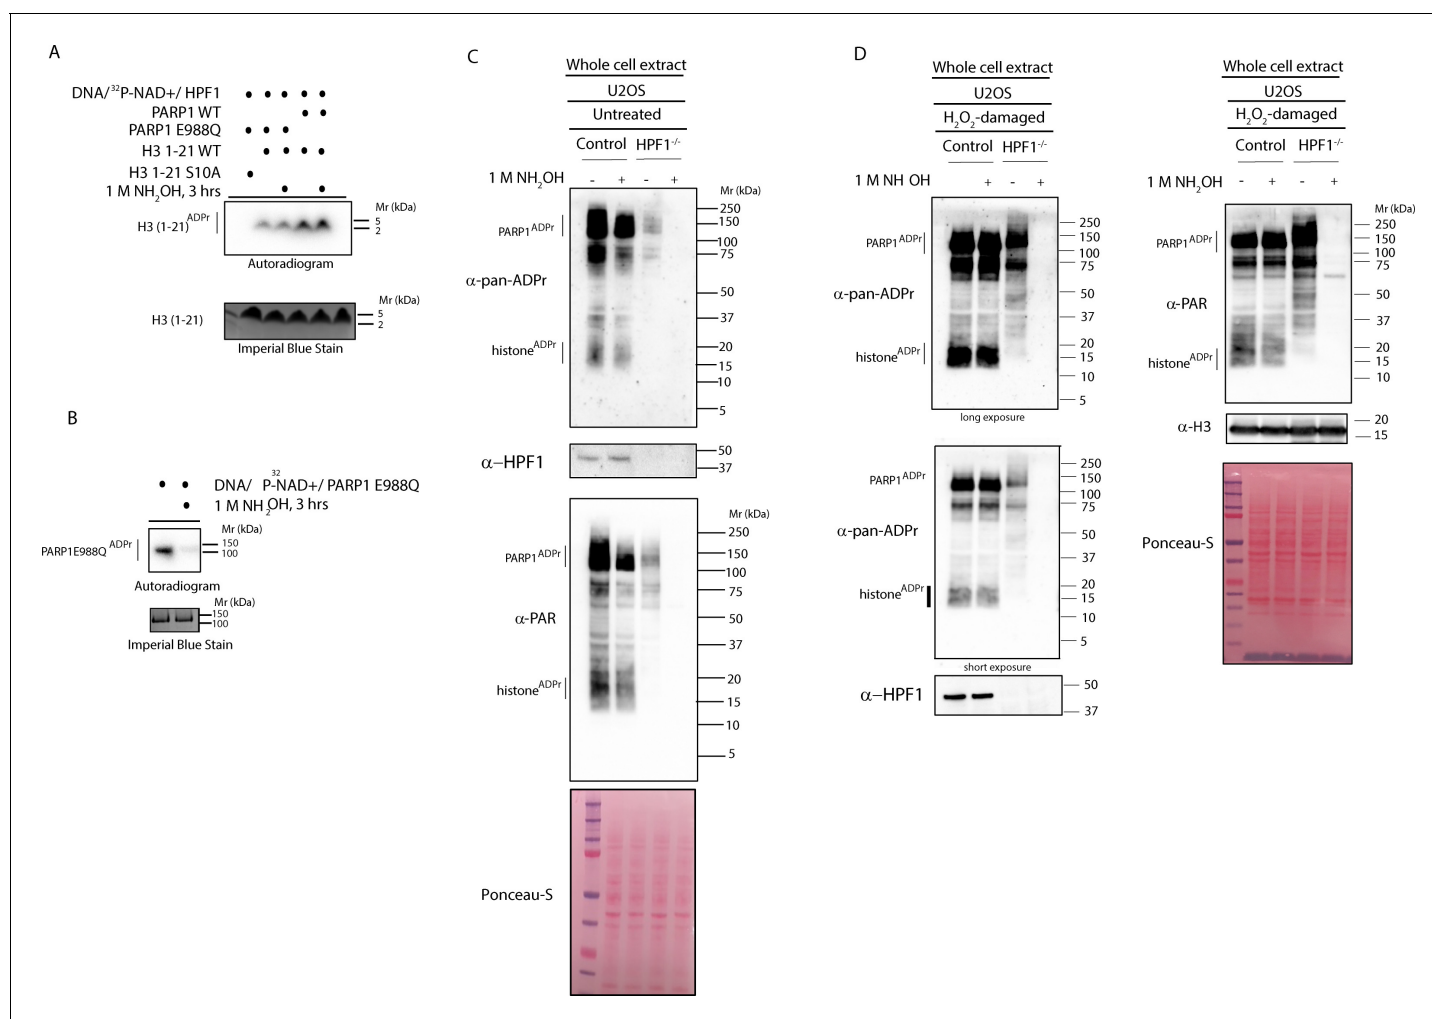 A
DNA/32P-NAD+/ HPF1
PARP1 WT
PARP1 E988Q
H3 1-21 WT
H3 1-21 S10A
1 M NH2OH, 3 hrs
Mr (kDa)
H3 (1-21)ADPr
5
2
Autoradiogram
Mr (kDa)
H3 (1-21)
5
2
Imperial Blue Stain
B
DNA/ 32P-NAD+/ PARP1 E988Q
1 M NH2OH, 3 hrs
Mr (kDa)
PARP1E988QADPr
150
100
Autoradiogram
Mr (kDa)
150
100
Imperial Blue Stain
C
Whole cell extract
U2OS
Untreated
Control HPF1-/-
1 M NH2OH - + - +
Mr (kDa)
PARP1ADPr
α-pan-ADPr
histoneADPr
250
150
100
75
50
37
20
15
10
5
α-HPF1
50
37
Mr (kDa)
PARP1ADPr
α-PAR
histoneADPr
250
150
100
75
50
37
20
15
10
5
Ponceau-S
D
Whole cell extract
U2OS
H2O2-damaged
Control HPF1-/-
1 M NH OH + - +
PARP1ADPr
α-pan-ADPr
histoneADPr
250
150
100
75
50
37
20
15
10
5
long exposure
PARP1ADPr
α-pan-ADPr
histoneADPr
250
150
100
75
50
37
20
15
10
5
short exposure
α-HPF1
50
37
Whole cell extract
U2OS
H2O2-damaged
Control HPF1-/-
1 M NH2OH - + - +
Mr (kDa)
PARP1ADPr
α-PAR
histoneADPr
250
150
100
75
50
37
20
15
10
α-H3
20
15
Ponceau-S